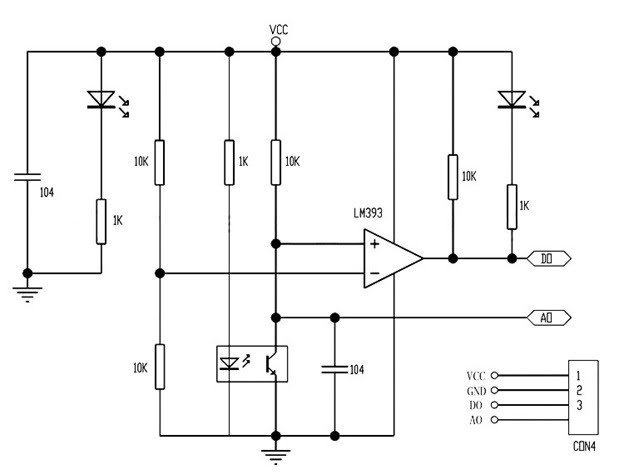 VCC
10K
1K
10K
10K
104
1K
1K
LM393
+
−
DO
AO
10K
104
VCC 1
GND 2
DO 3
AO
CON4